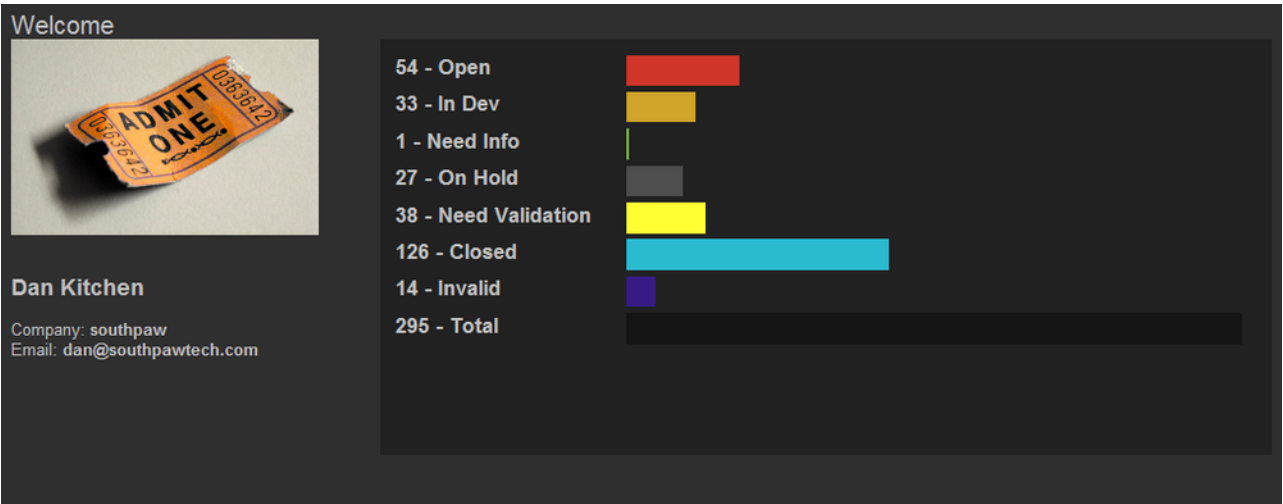 Welcome
0363642
ADMIT
ONE
0363642
Dan Kitchen
Company: southpaw
Email: dan@southpawtech.com
54 - Open
33 - In Dev
1 - Need Info
27 - On Hold
38 - Need Validation
126 - Closed
14 - Invalid
295 - Total